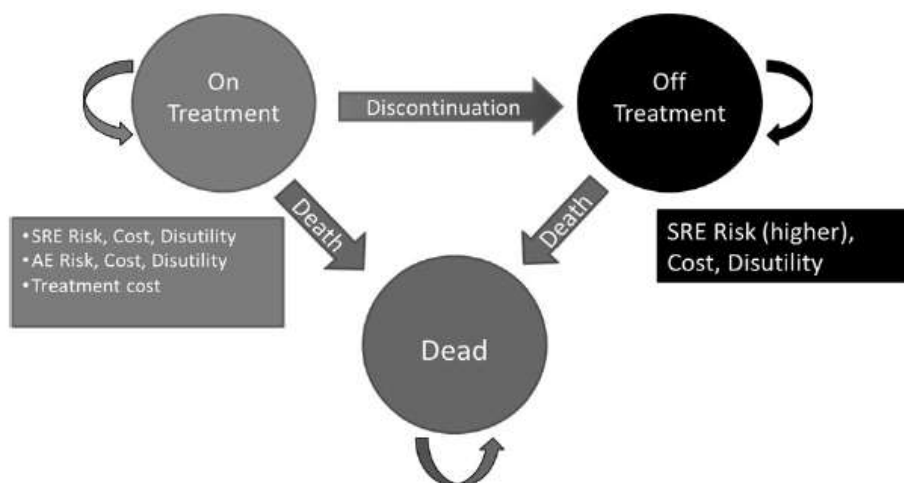 On
Treatment
Discontinuation
Off
Treatment
Death
Death
•SRE Risk, Cost, Disutility
•AE Risk, Cost, Disutility
•Treatment cost
SRE Risk (higher),
Cost, Disutility
Dead